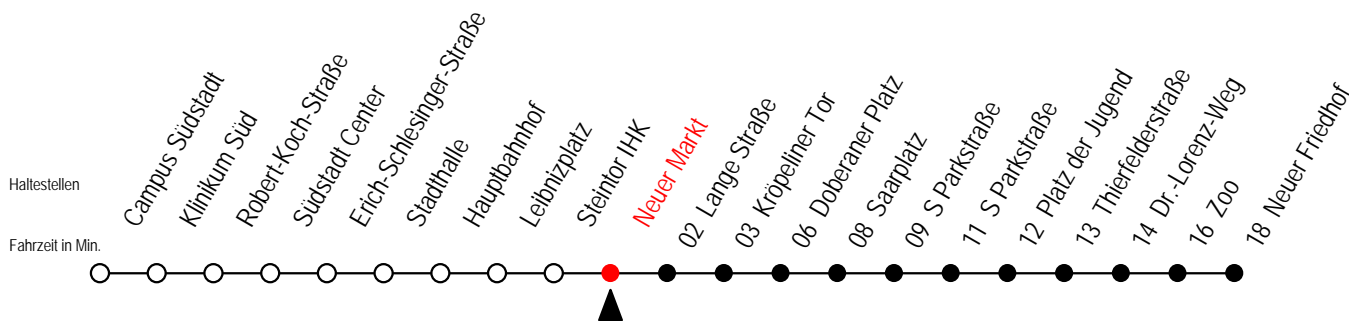 Haltestellen
Fahrzeit in Min.
Campus Südstadt
Klinikum Süd
Robert-Koch-Straße
Südstadt Center
Erich-Schlesinger-Straße
Stadthalle
Hauptbahnhof
Leibnizplatz
Steintor IHK
Neuer Markt
02 Lange Straße
03 Kröpeliner Tor
06 Doberaner Platz
08 Saarplatz
09 S Parkstraße
11 S Parkstraße
12 Platz der Jugend
13 Thierfelderstraße
14 Dr.-Lorenz-Weg
16 Zoo
18 Neuer Friedhof